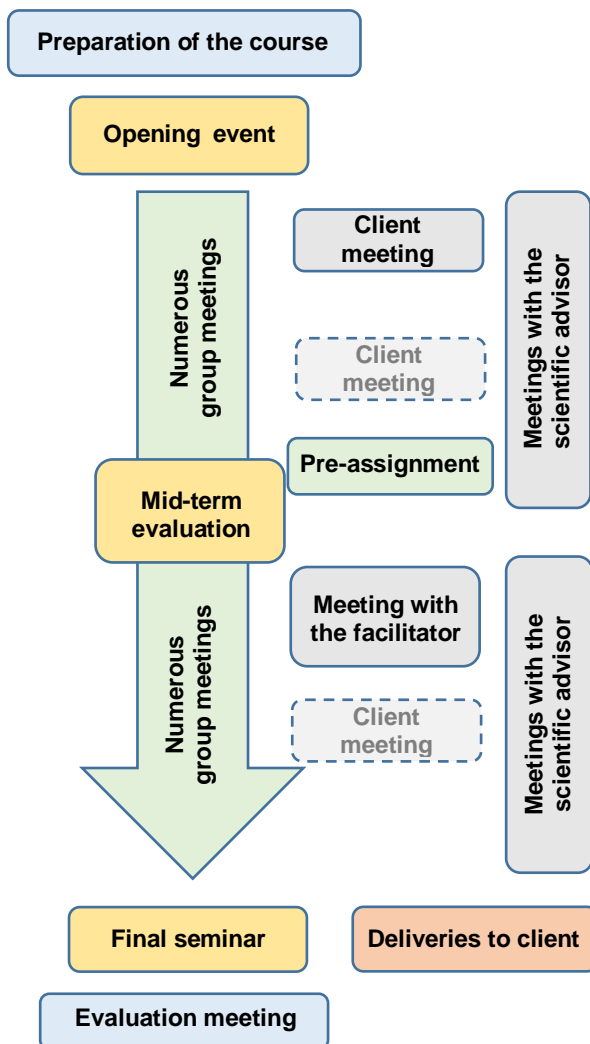 Preparation of the course
Opening event
Numerous
group meetings
Client
meeting
Meetings with the
scientific advisor
Client
meeting
Pre-assignment
Mid-term
evaluation
Numerous
group meetings
Meeting with
the facilitator
Meetings with the
scientific advisor
Client
meeting
Final seminar
Deliveries to client
Evaluation meeting